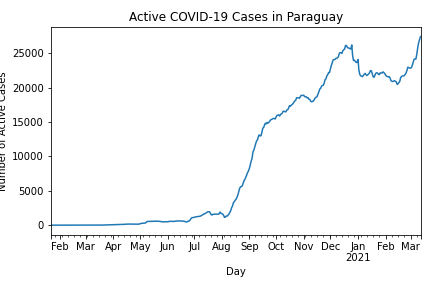 Active COVID-19 Cases in Paraguay
Number of Active Cases
25000
20000
15000
10000
5000
0
Feb Mar Apr May Jun Jul Aug Sep Oct Nov Dec Jan Feb Mar
2021
Day